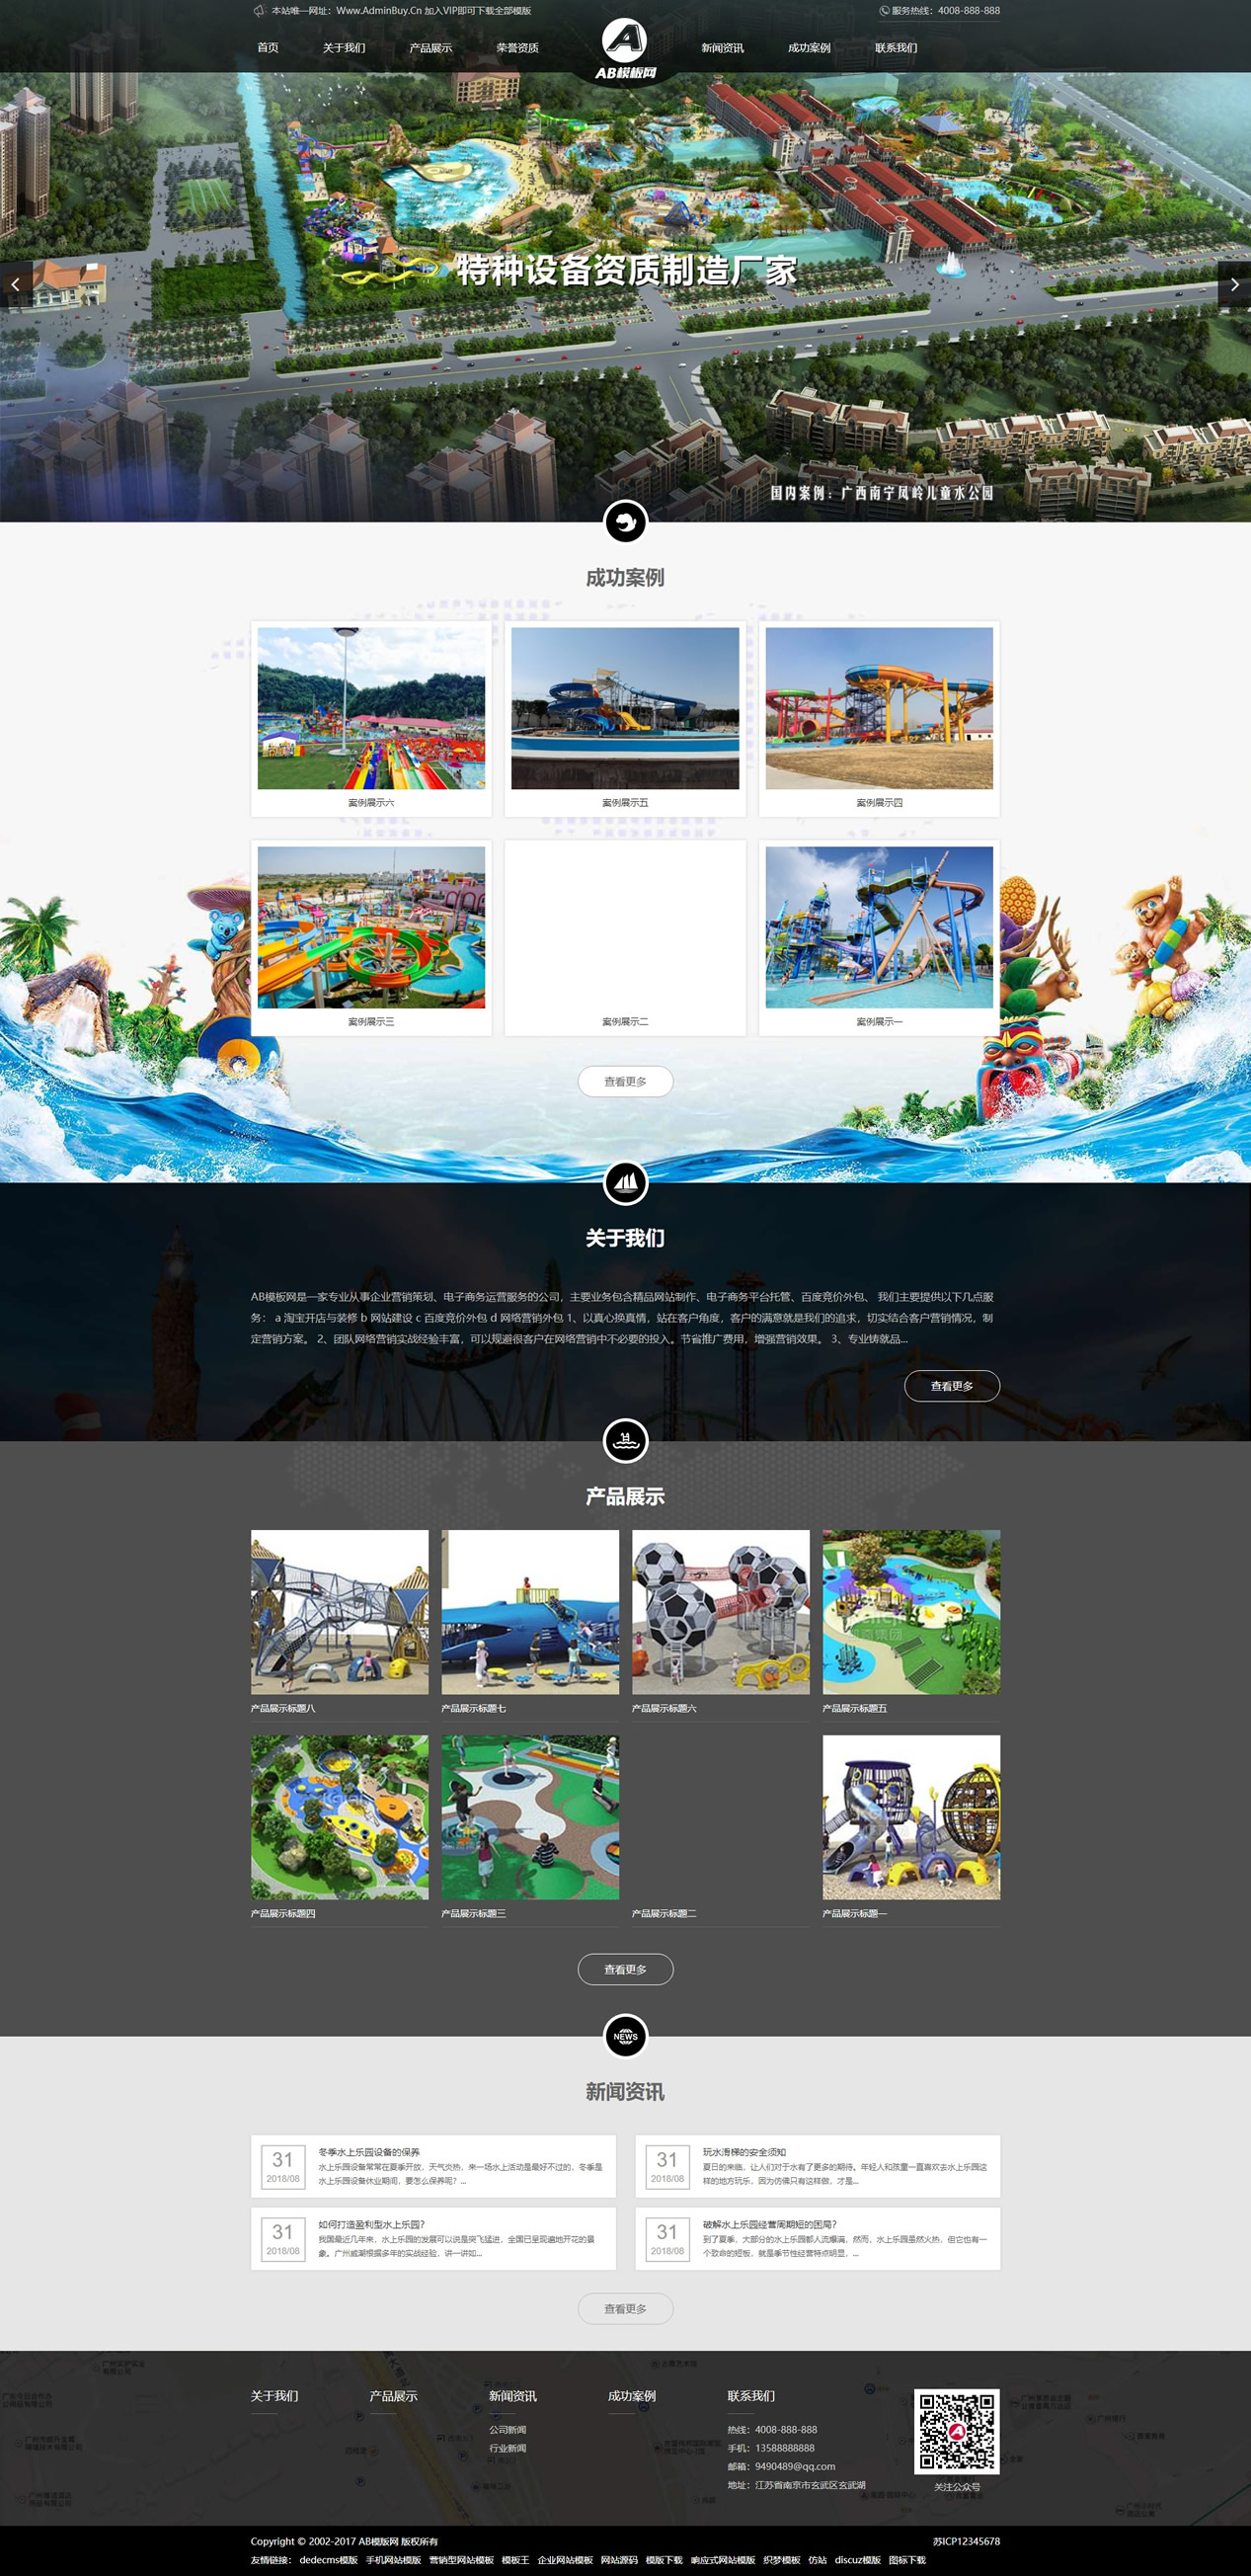 本站唯一网址：Www.AdminBuy.Cn 加入VIP即可下载全部模版
服务热线：4008-888-888
首页 关于我们 产品展示 荣誉资质
AB模板网
新闻资讯 成功案例 联系我们
特种设备资质制造厂家
国内案例：广西南宁凤岭儿童水公园
成功案例
案例展示六 案例展示五 案例展示四
案例展示三 案例展示二 案例展示一
查看更多
关于我们
AB模板网是一家专业从事企业营销策划、电子商务运营服务的公司，主要业务包含精品网站制作、电子商务平台托管、百度竞价外包、 我们主要提供以下几点服
务： a 淘宝开店与装修 b 网站建设 c 百度竞价外包 d 网络营销外包 1、以真心换真情，站在客户角度，客户的满意就是我们的追求，切实结合客户营销情况，制
定营销方案。 2、团队网络营销实战经验丰富，可以规避很客户在网络营销中不必要的投入。节省推广费用，增强营销效果。 3、专业铸就品...
查看更多
产品展示
产品展示标题八 产品展示标题七 产品展示标题六 产品展示标题五
产品展示标题四 产品展示标题三 产品展示标题二 产品展示标题一
查看更多
NEWS
新闻资讯
31
2018/08
冬季水上乐园设备的保养
水上乐园设备常常在夏季开放，天气炎热，来一场水上活动是最好不过的，冬季是
水上乐园设备休业期间，要怎么保养呢？...
31
2018/08
玩水滑梯的安全须知
夏日的来临，让人们对于水有了更多的期待。年轻人和孩童一直喜欢去水上乐园这
样的地方玩乐，因为仿佛只有这样做，才是...
31
2018/08
如何打造盈利型水上乐园?
我国最近几年来，水上乐园的发展可以说是突飞猛进，全国已呈现遍地开花的景
象。广州威潮根据多年的实战经验，讲一讲如...
31
2018/08
破解水上乐园经营周期短的困局?
到了夏季，大部分的水上乐园都人流爆满，然而，水上乐园虽然火热，但它也有一
个致命的短板，就是季节性经营特点明显，...
查看更多
关于我们 产品展示 新闻资讯 成功案例 联系我们
公司新闻
行业新闻
热线：4008-888-888
手机：13588888888
邮箱：9490489@qq.com
地址：江苏省南京市玄武区玄武湖
关注公众号
Copyright © 2002-2017 AB模版网 版权所有
苏ICP12345678
友情链接： dedecms模版 手机网站模版 营销型网站模板 模板王 企业网站模板 网站源码 模版下载 响应式网站模版 织梦模板 仿站 discuz模版 图标下载